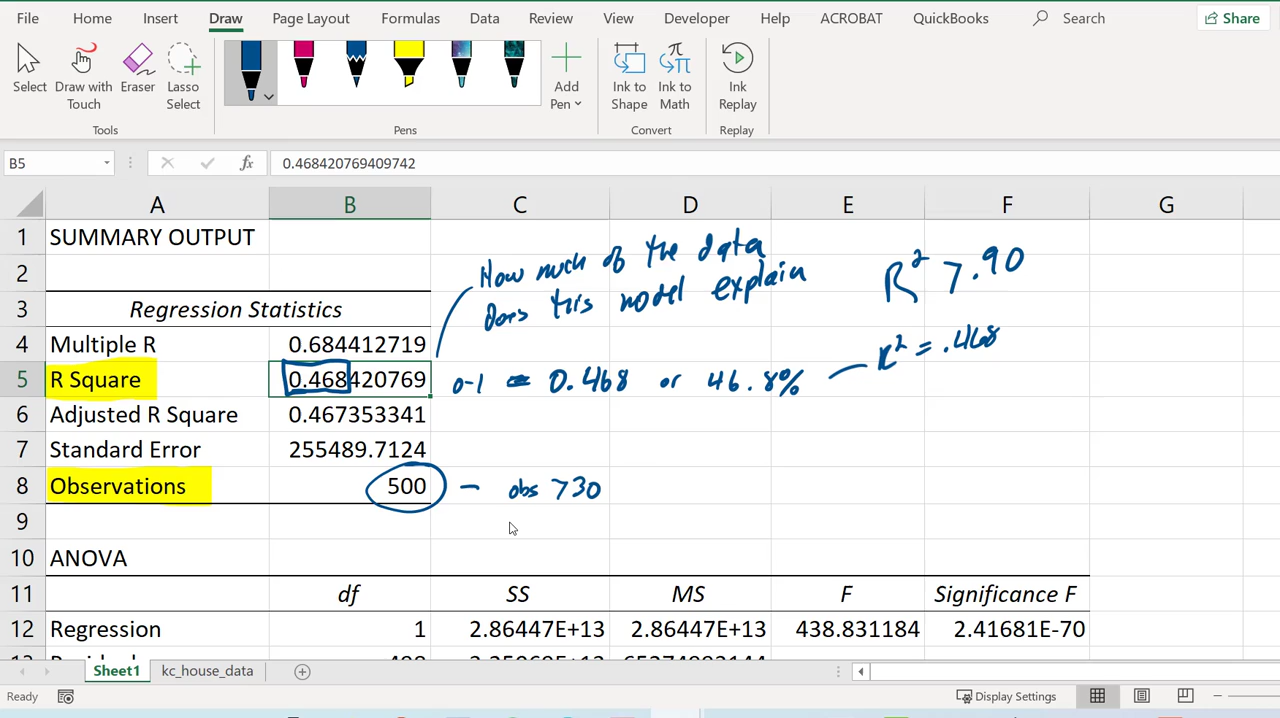 File Home Insert Draw Page Layout Formulas Data Review View Developer Help ACROBAT QuickBooks Search Share
Select Draw with Touch Eraser Lasso Select Add Pen Ink to Shape Ink to Math Ink Replay
Tools Pens Convert Replay
B5 fx 0.468420769409742
A B C D E F G
1 SUMMARY OUTPUT
2 How much of the data R² >.90
3 Regression Statistics Does this model explain
4 Multiple R 0.684412719 R² = .468
5 R Square 0.468420769 0-1 = 0.468 or 46.8%
6 Adjusted R Square 0.467353341
7 Standard Error 255489.7124
8 Observations 500 – obs >30
9
10 ANOVA
11 df SS MS F Significance F
12 Regression 1 2.86447E+13 2.86447E+13 438.831184 2.41681E-70
Sheet1 kc_house_data
Ready Display Settings